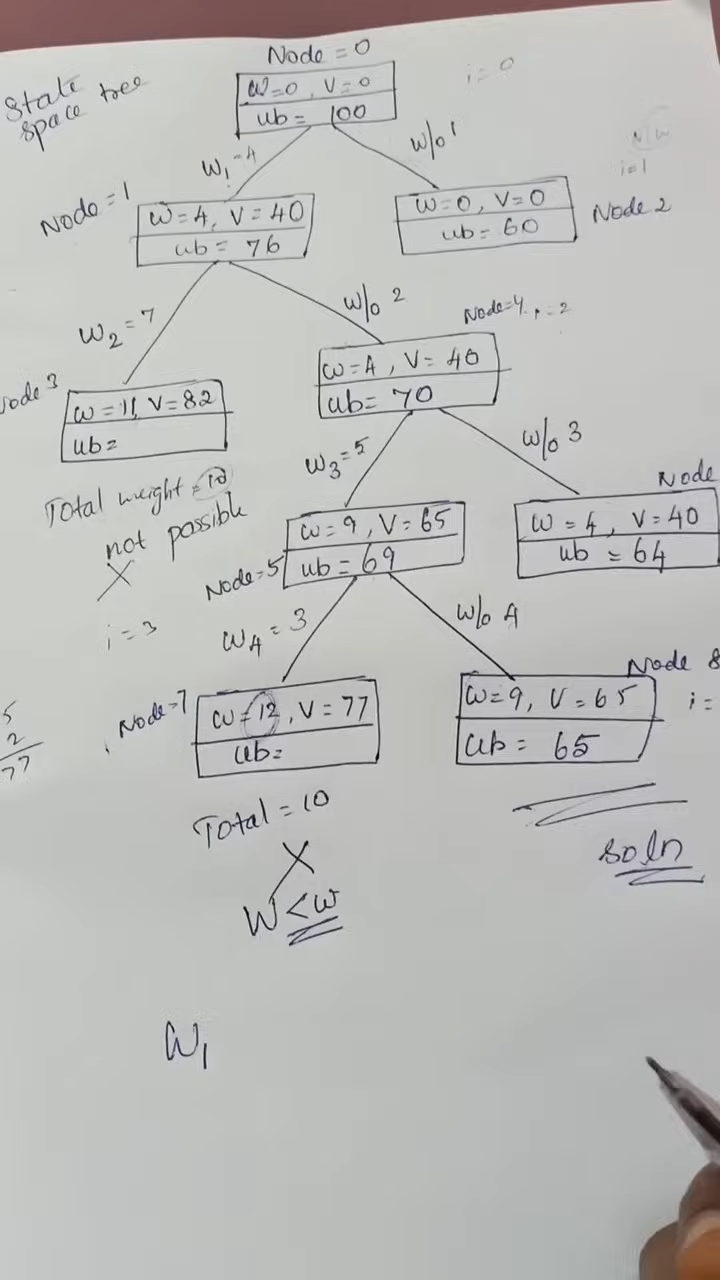 Node = 0
State
space tree
w=0, V=0
i=0
ub= 100
W1=4
w/o 1
N/W
i=1
Node=1
w=4, V=40
ub= 76
w=0, V=0
ub= 60
Node 2
W2=7
w/o 2
Node=4
i=2
w=4, V=40
ub= 70
Node 3
w=11, V=82
ub=
W3=5
w/o 3
Total weight=10
not possible
X
Node
w=9, V=65
ub=69
w=4, V=40
ub =64
Node=5
i=3
W4=3
w/o 4
Node 8
5
2
77
Node=7
w=12, V=77
ub=
w=9, V=65
ub= 65
i=
Total=10
X
W<w
soln
W1